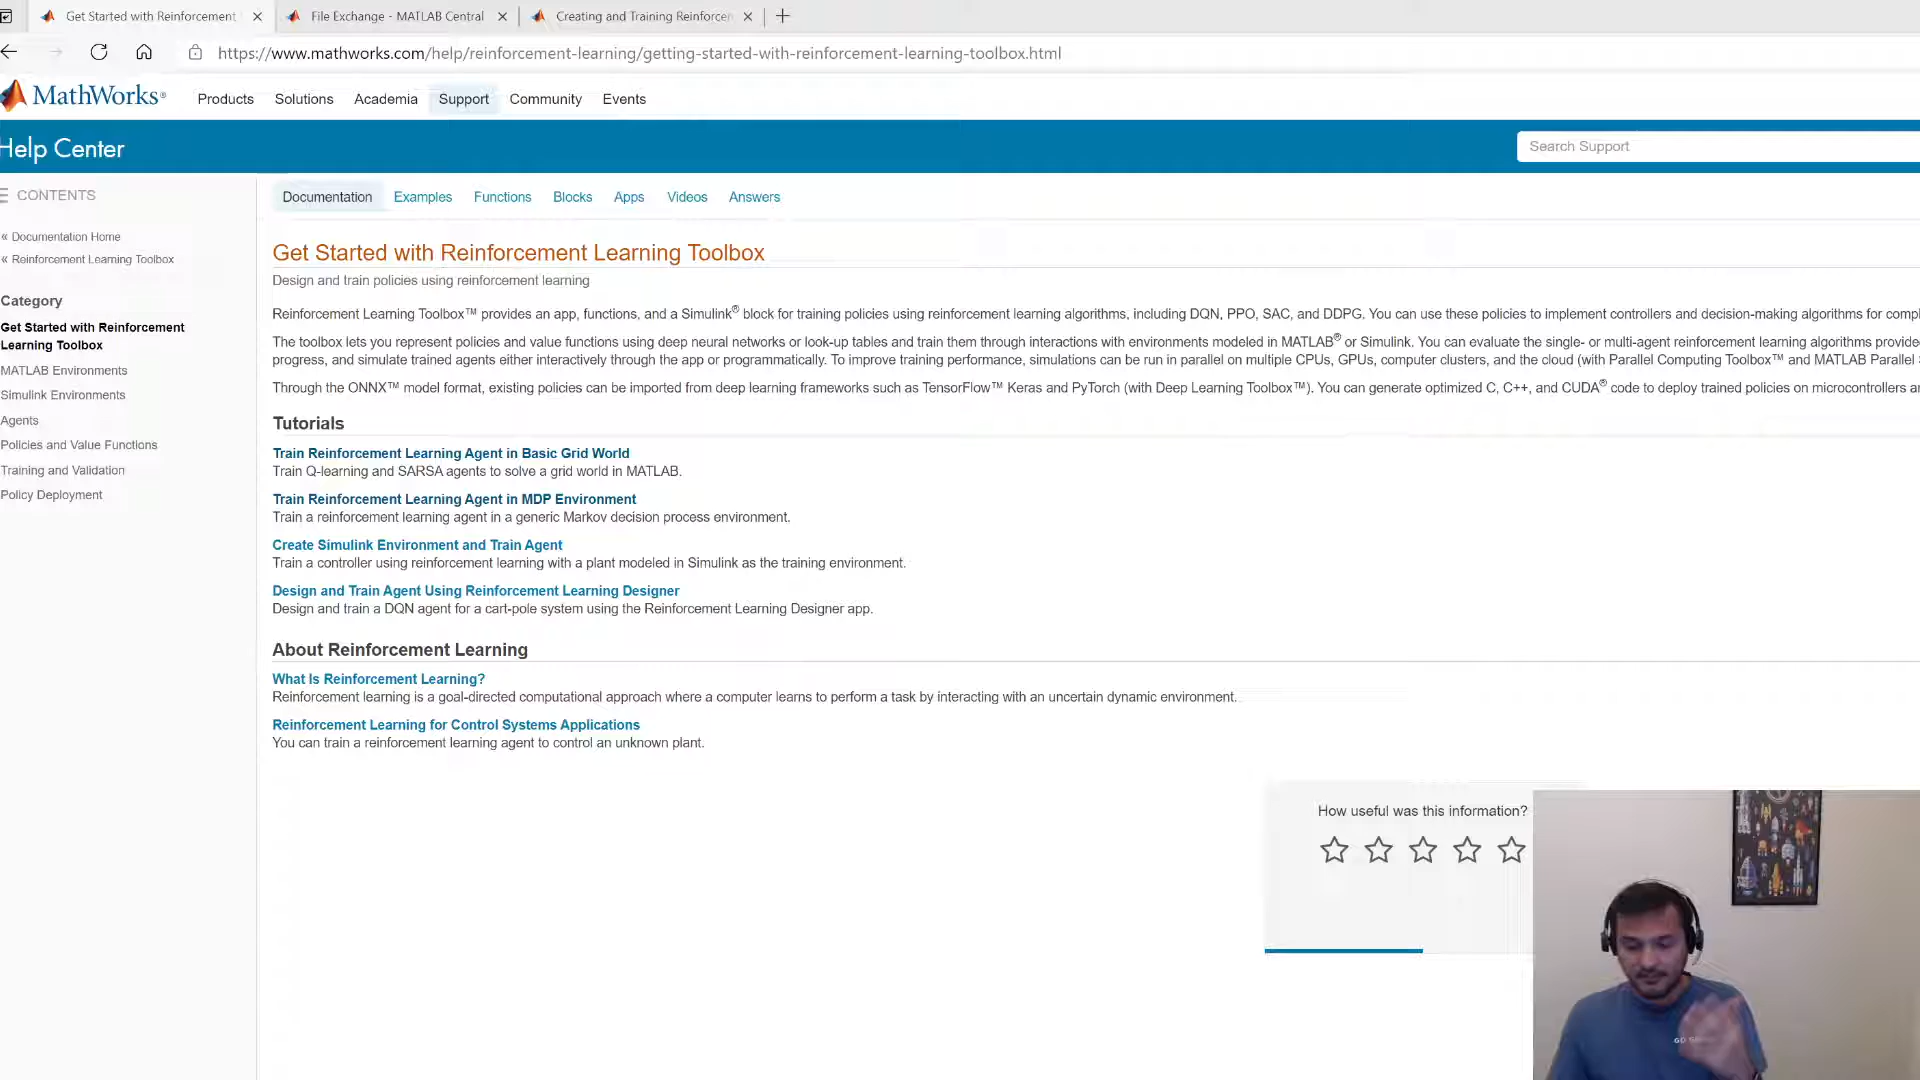 Get Started with Reinforcement
File Exchange - MATLAB Central
Creating and Training Reinforcer
https://www.mathworks.com/help/reinforcement-learning/getting-started-with-reinforcement-learning-toolbox.html
MathWorks®
Products
Solutions
Academia
Support
Community
Events
Help Center
Search Support
CONTENTS
Documentation
Examples
Functions
Blocks
Apps
Videos
Answers
« Documentation Home
« Reinforcement Learning Toolbox
Category
Get Started with Reinforcement
Learning Toolbox
MATLAB Environments
Simulink Environments
Agents
Policies and Value Functions
Training and Validation
Policy Deployment
Get Started with Reinforcement Learning Toolbox
Design and train policies using reinforcement learning
Reinforcement Learning Toolbox™ provides an app, functions, and a Simulink® block for training policies using reinforcement learning algorithms, including DQN, PPO, SAC, and DDPG. You can use these policies to implement controllers and decision-making algorithms for compl
The toolbox lets you represent policies and value functions using deep neural networks or look-up tables and train them through interactions with environments modeled in MATLAB® or Simulink. You can evaluate the single- or multi-agent reinforcement learning algorithms provide
progress, and simulate trained agents either interactively through the app or programmatically. To improve training performance, simulations can be run in parallel on multiple CPUs, GPUs, computer clusters, and the cloud (with Parallel Computing Toolbox™ and MATLAB Parallel
Through the ONNX™ model format, existing policies can be imported from deep learning frameworks such as TensorFlow™ Keras and PyTorch (with Deep Learning Toolbox™). You can generate optimized C, C++, and CUDA® code to deploy trained policies on microcontrollers a
Tutorials
Train Reinforcement Learning Agent in Basic Grid World
Train Q-learning and SARSA agents to solve a grid world in MATLAB.
Train Reinforcement Learning Agent in MDP Environment
Train a reinforcement learning agent in a generic Markov decision process environment.
Create Simulink Environment and Train Agent
Train a controller using reinforcement learning with a plant modeled in Simulink as the training environment.
Design and Train Agent Using Reinforcement Learning Designer
Design and train a DQN agent for a cart-pole system using the Reinforcement Learning Designer app.
About Reinforcement Learning
What Is Reinforcement Learning?
Reinforcement learning is a goal-directed computational approach where a computer learns to perform a task by interacting with an uncertain dynamic environment.
Reinforcement Learning for Control Systems Applications
You can train a reinforcement learning agent to control an unknown plant.
How useful was this information?